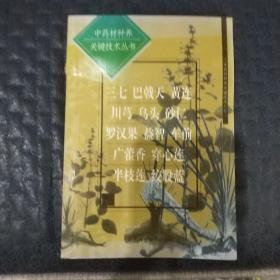 中药材种养
关键技术丛书
三七 巴戟天 黄连
川芎 乌头 砂仁
罗汉果 益智 车前
广藿香 穿心莲
半枝莲 绞股蓝